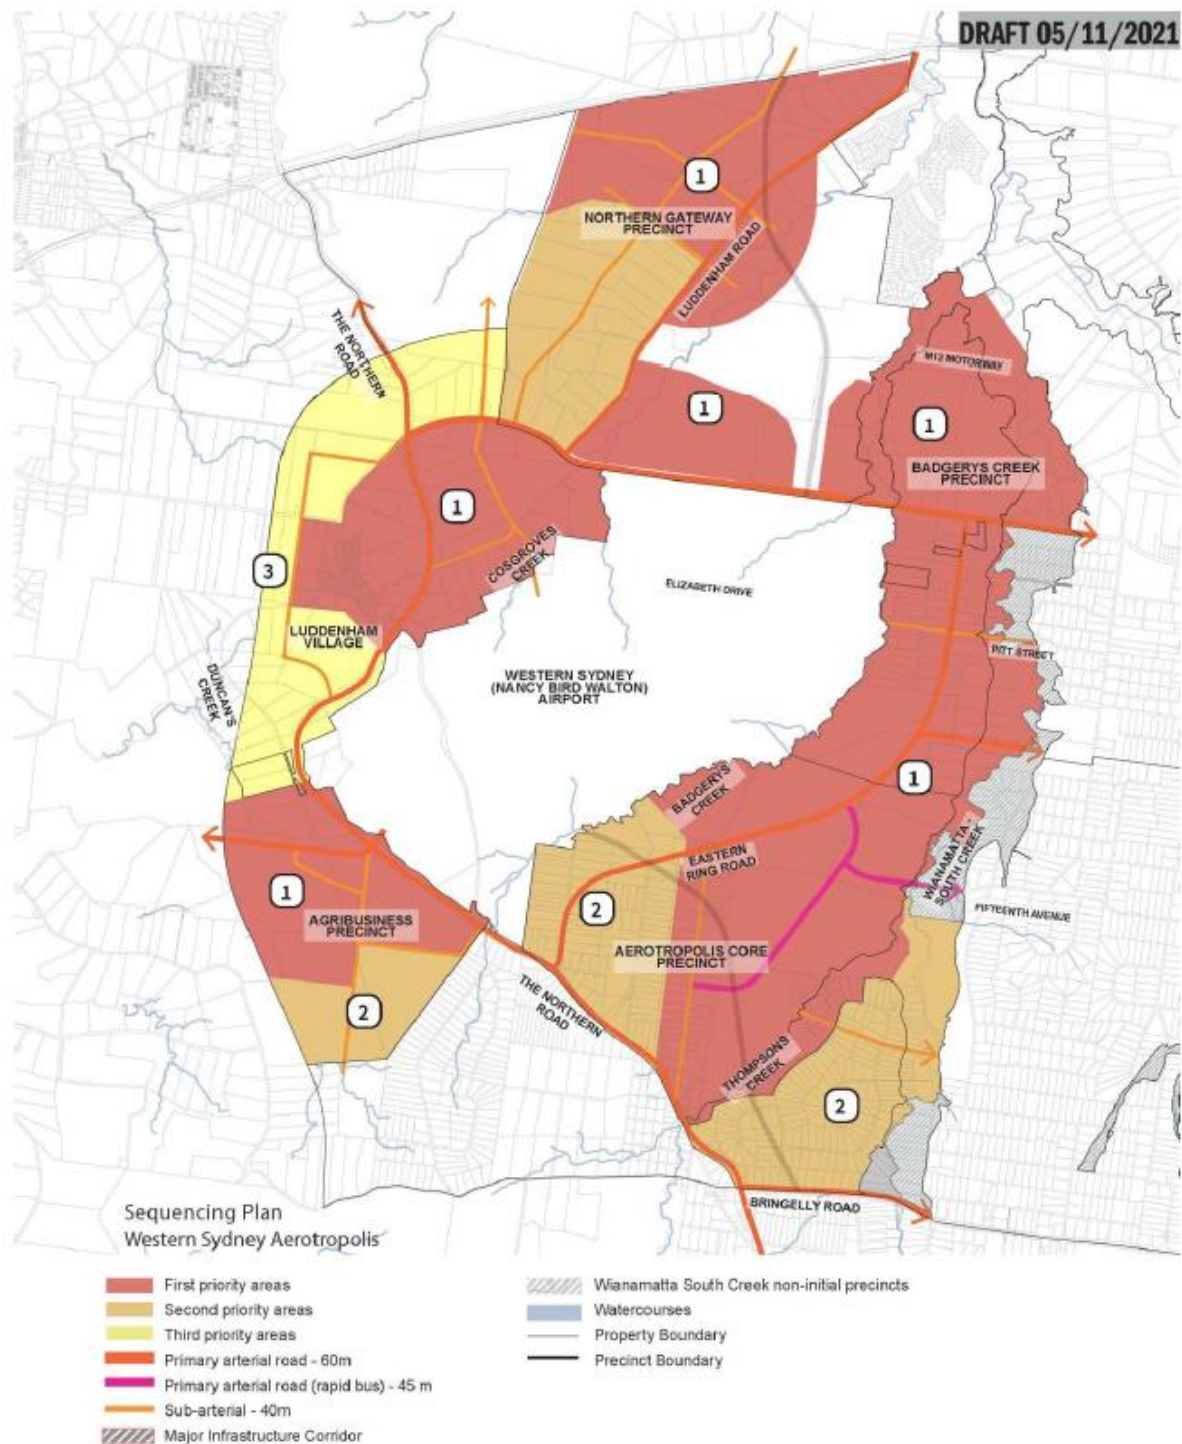 DRAFT 05/11/2021
1
NORTHERN GATEWAY
PRECINCT
LUDDENHAM ROAD
THE NORTHERN
ROAD
M12 MOTORWAY
1
1
BADGERYS CREEK
PRECINCT
1
COSGROVES
CREEK
3
ELIZABETH DRIVE
LUDDENHAM
VILLAGE
PITT STREET
DUNCAN'S
CREEK
WESTERN SYDNEY
(NANCY BIRD WALTON)
AIRPORT
1
BADGERYS
CREEK
WIANAMATTA -
SOUTH CREEK
EASTERN
RING ROAD
1
2
FIFTEENTH AVENUE
AGRIBUSINESS
PRECINCT
AEROTROPOLIS CORE
PRECINCT
2
THE NORTHERN
ROAD
THOMPSONS
CREEK
2
BRINGELLY ROAD
Sequencing Plan
Western Sydney Aerotropolis
First priority areas
Second priority areas
Third priority areas
Primary arterial road - 60m
Primary arterial road (rapid bus) - 45 m
Sub-arterial - 40m
Major Infrastructure Corridor
Wianamatta South Creek non-initial precincts
Watercourses
Property Boundary
Precinct Boundary